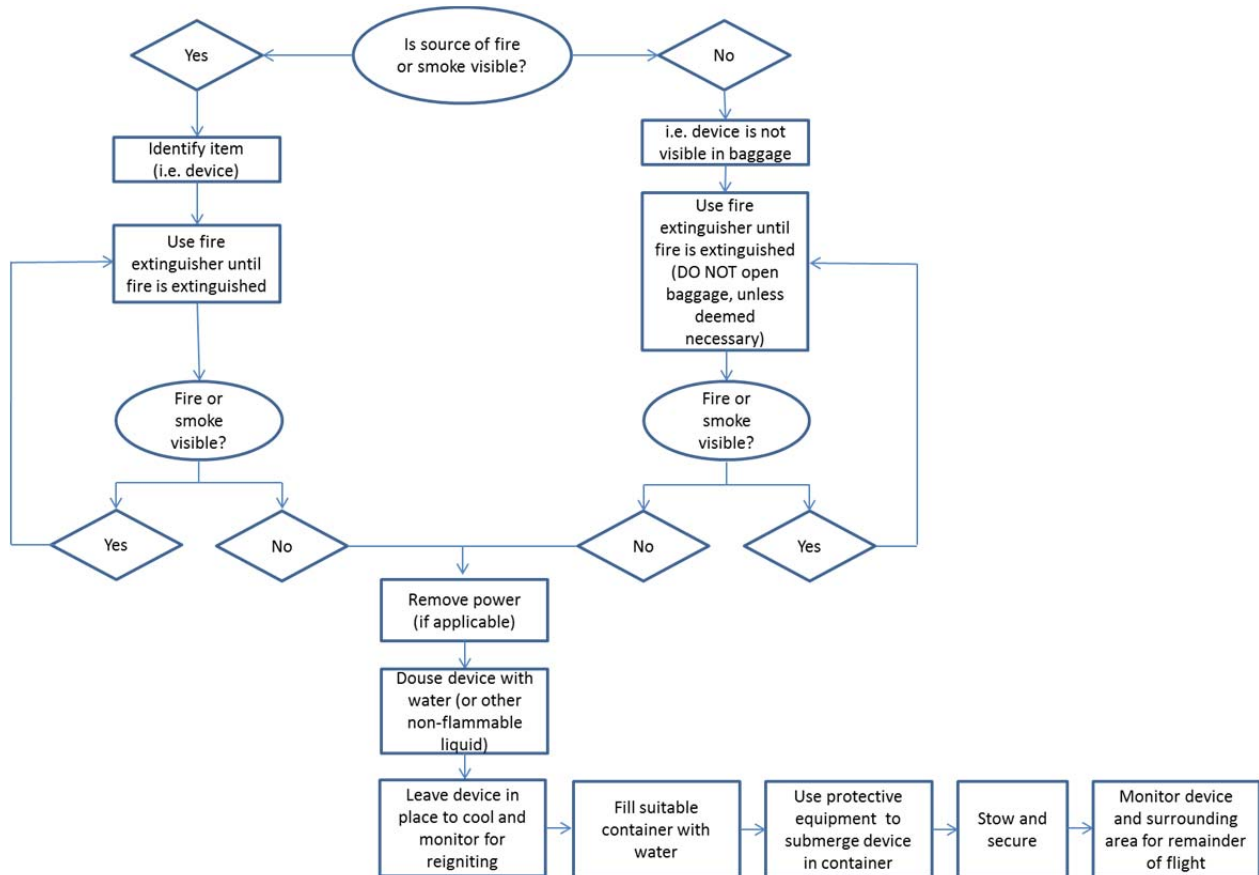 Yes
Is source of fire
or smoke visible?
No
Identify item
(i.e. device)
i.e. device is not
visible in baggage
Use fire
extinguisher until
fire is extinguished
Use fire
extinguisher until
fire is extinguished
(DO NOT open
baggage, unless
deemed
necessary)
Fire or
smoke
visible?
Fire or
smoke
visible?
Yes
No
No
Yes
Remove power
(if applicable)
Douse device with
water (or other
non-flammable
liquid)
Leave device in
place to cool and
monitor for
reigniting
Fill suitable
container with
water
Use protective
equipment to
submerge device
in container
Stow and
secure
Monitor device
and surrounding
area for remainder
of flight